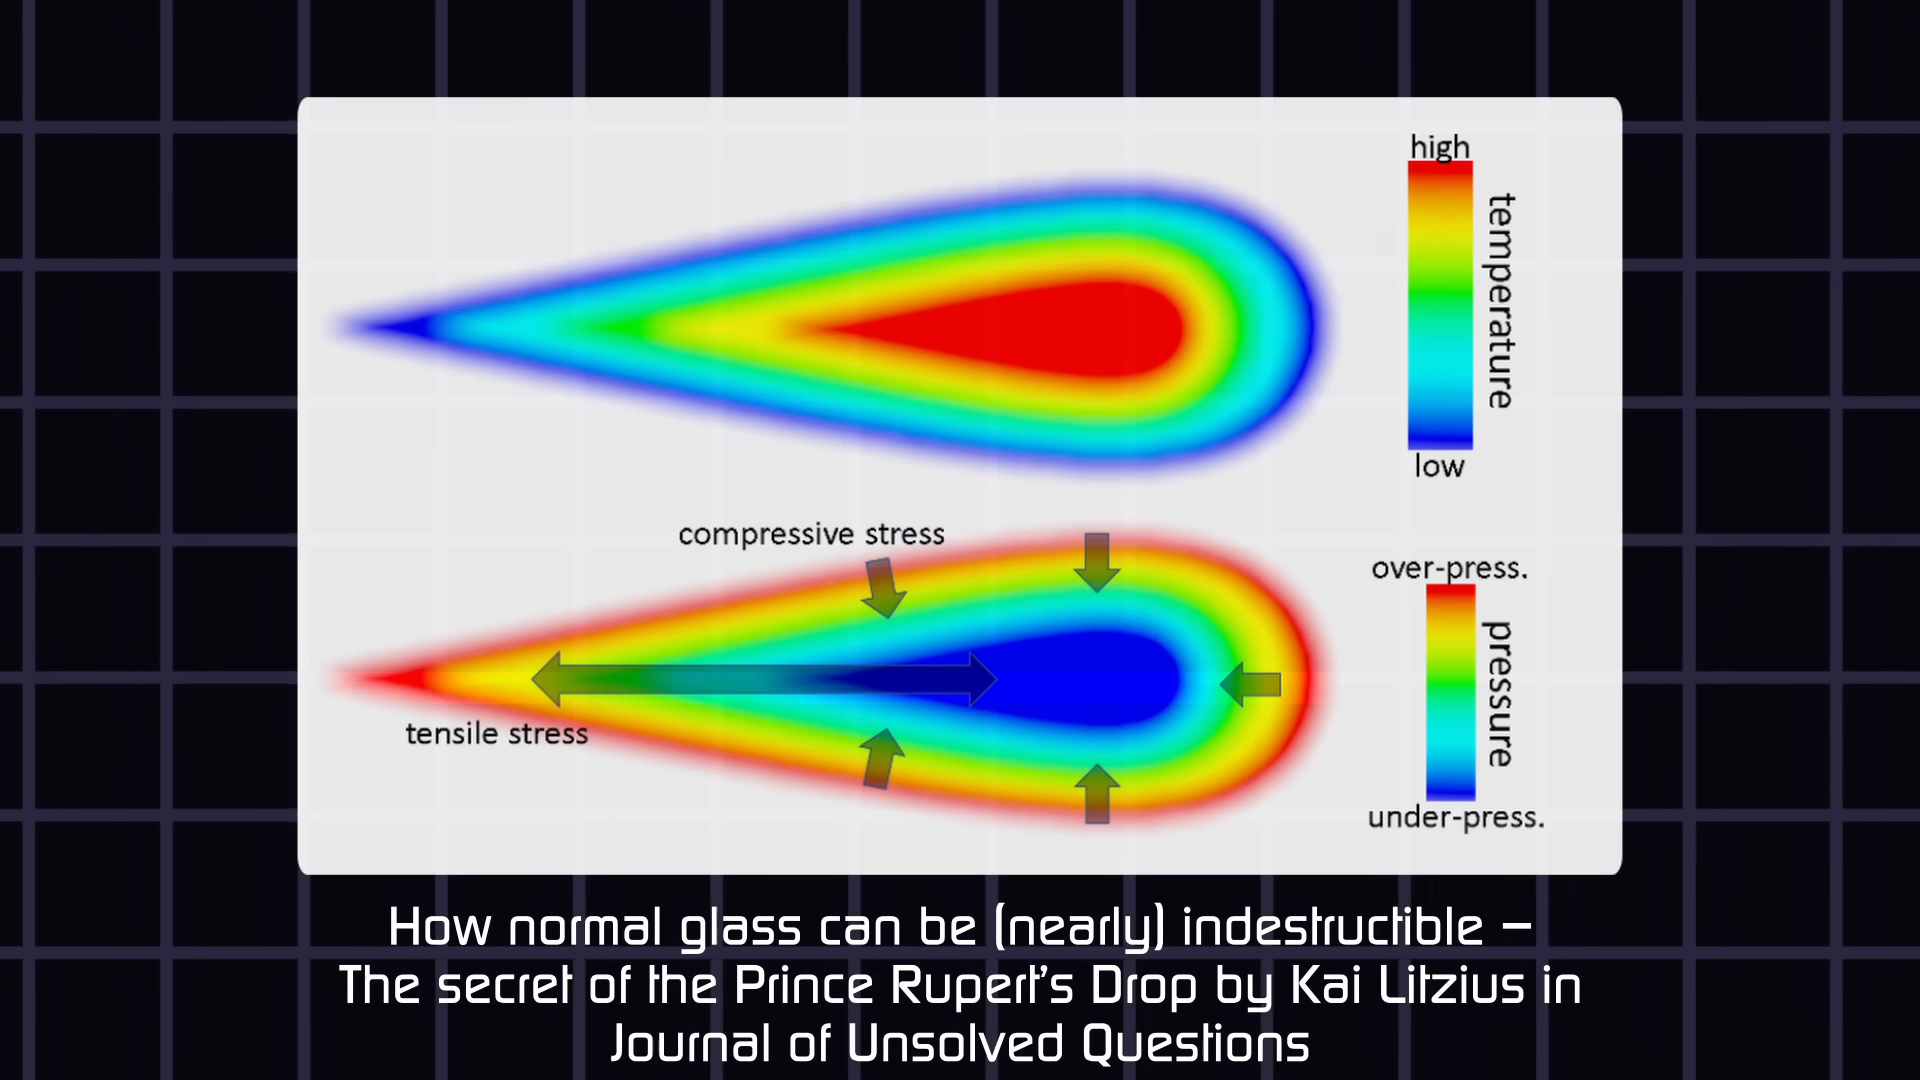 high
temperature
low
compressive stress
tensile stress
over-press.
pressure
under-press.
How normal glass can be (nearly) indestructible –
The secret of the Prince Rupert's Drop by Kai Litzius in
Journal of Unsolved Questions